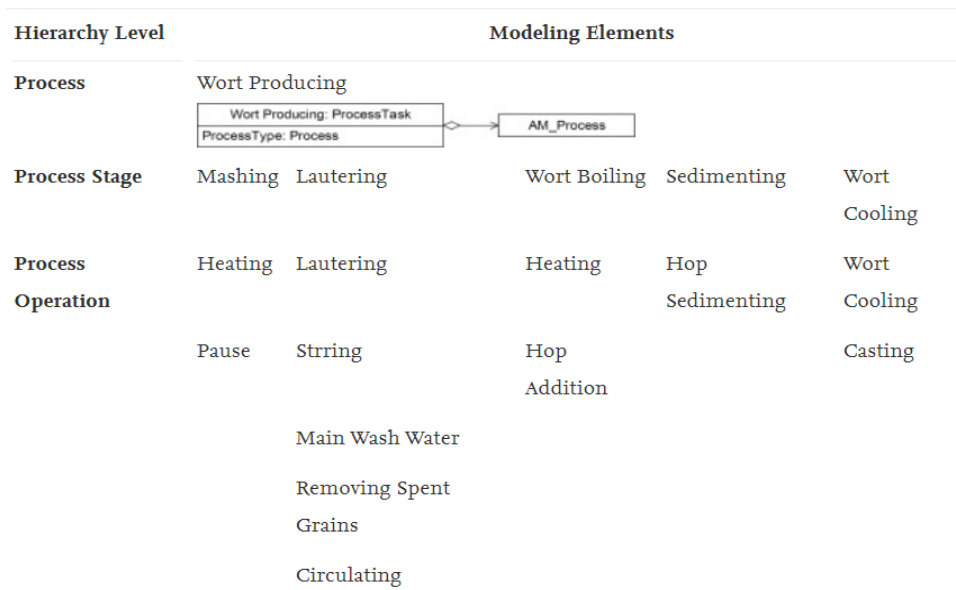 Hierarchy Level Modeling Elements
Process Wort Producing
Wort Producing: ProcessTask
ProcessType: Process
AM_Process
Process Stage Mashing Lautering Wort Boiling Sedimenting Wort
Cooling
Process Heating Lautering Heating Hop Wort
Operation Sedimenting Cooling
Pause Strring Hop Casting
Addition
Main Wash Water
Removing Spent
Grains
Circulating